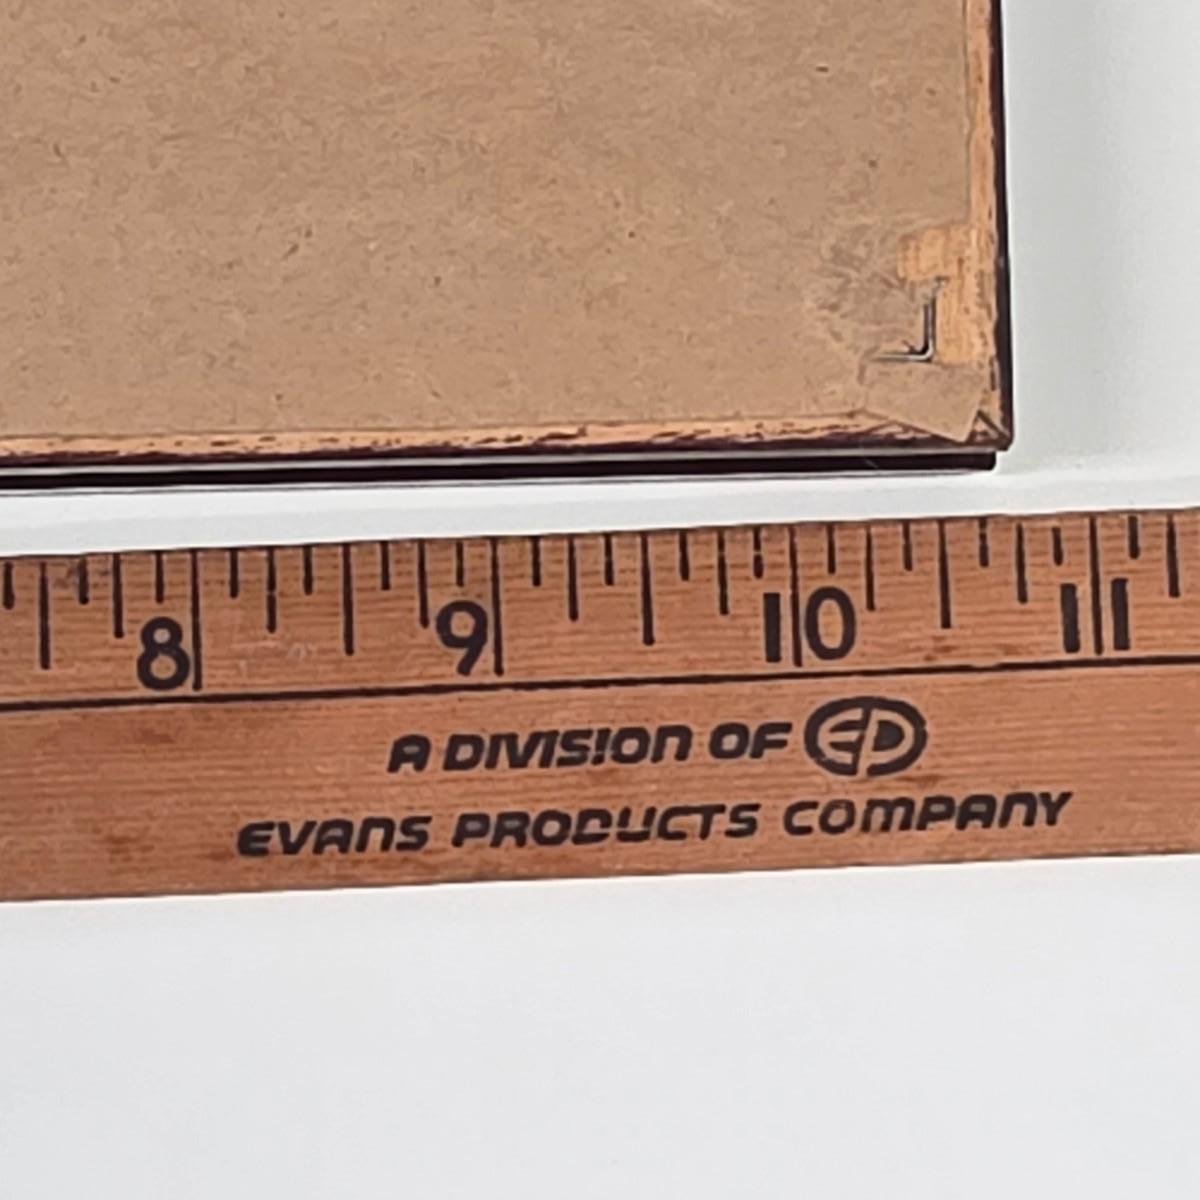 8 9 10 11
A DIVISION OF ED
EVANS PRODUCTS COMPANY